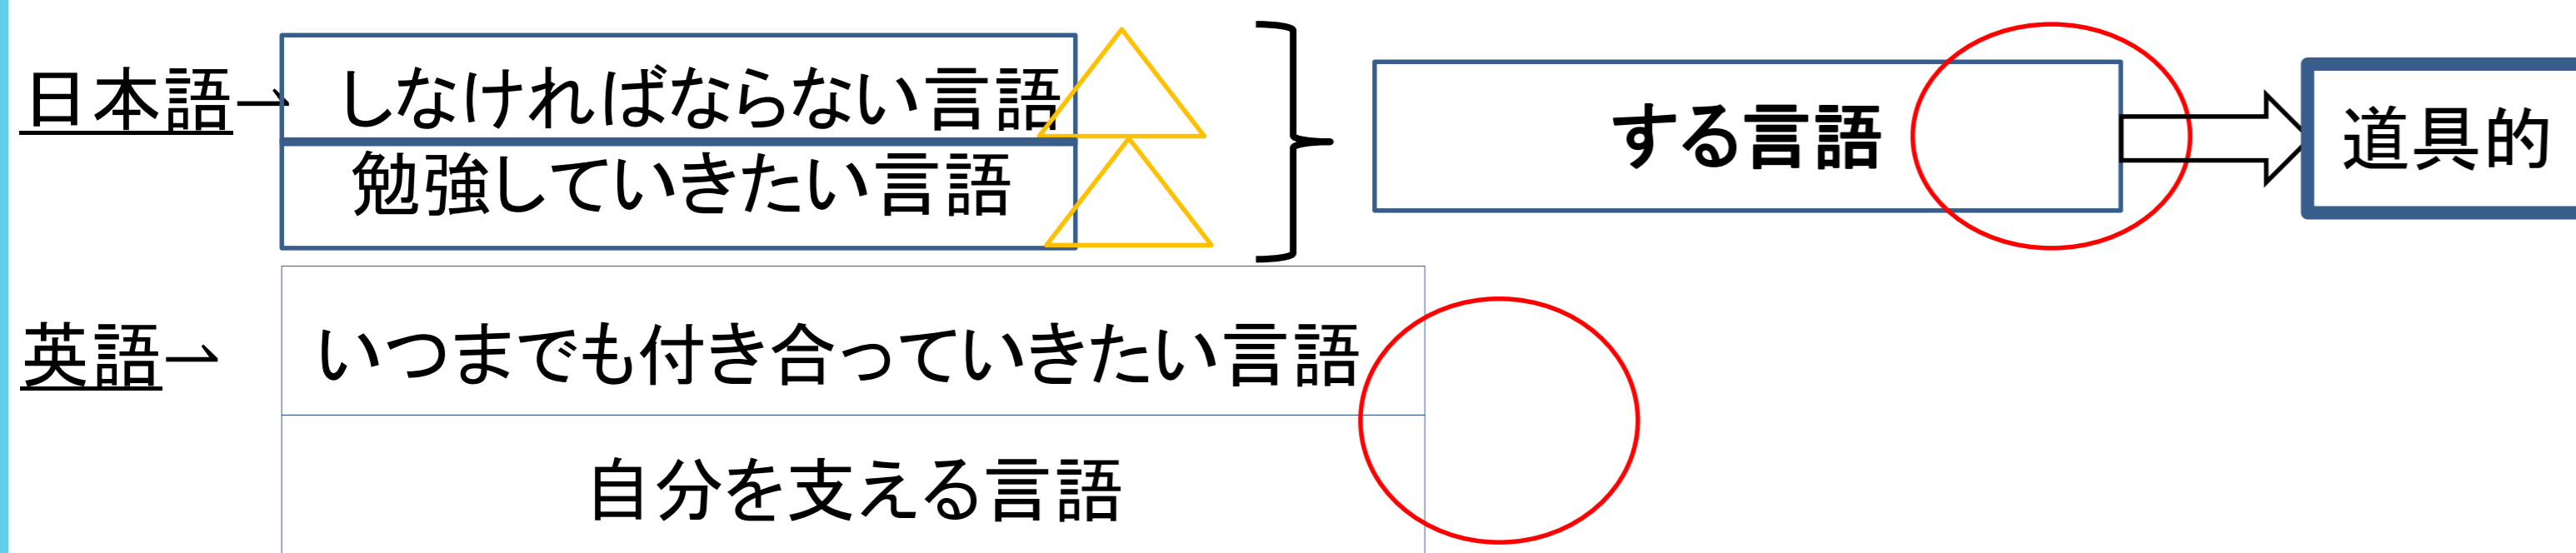 日本語⇀
しなければならない言語
勉強していきたい言語
する言語
道具的
英語⇀
いつまでも付き合っていきたい言語
自分を支える言語